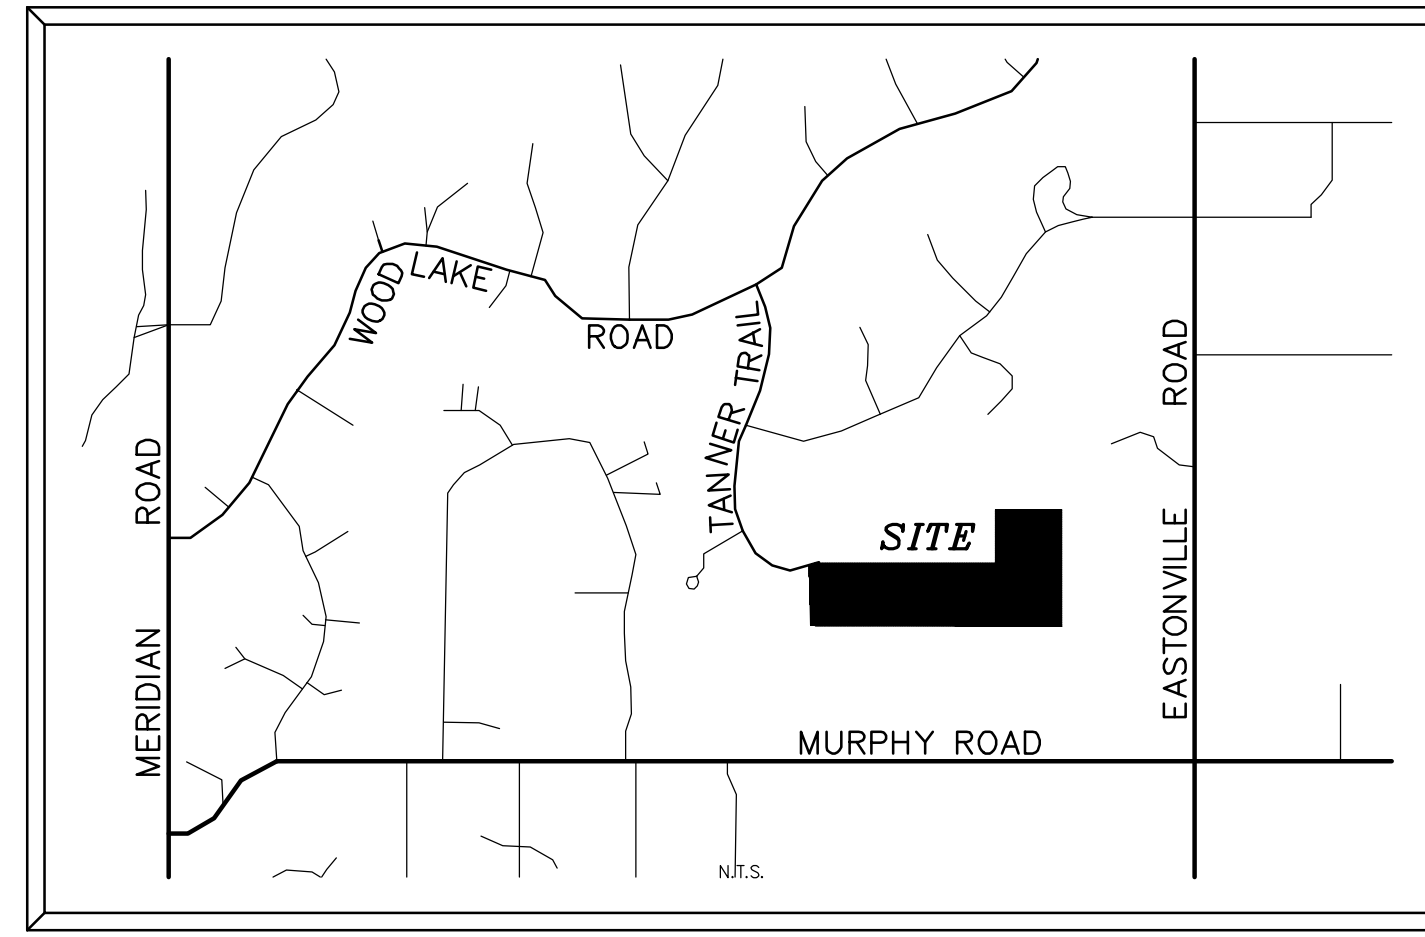 WOOD LAKE ROAD
TANNER TRAIL
MERIDIAN ROAD
EASTONVILLE ROAD
SITE
MURPHY ROAD
N.T.S.